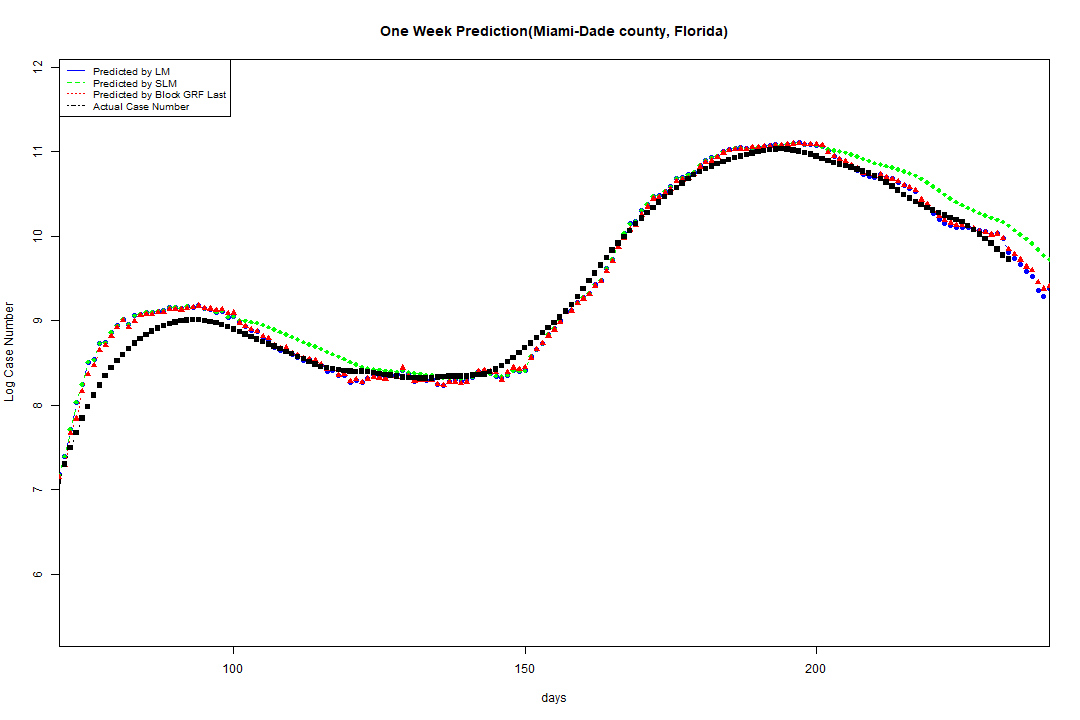 One Week Prediction(Miami-Dade county, Florida)
Predicted by LM
Predicted by SLM
Predicted by Block GRF Last
Actual Case Number
Log Case Number
12
11
10
9
8
7
6
100 150 200
days